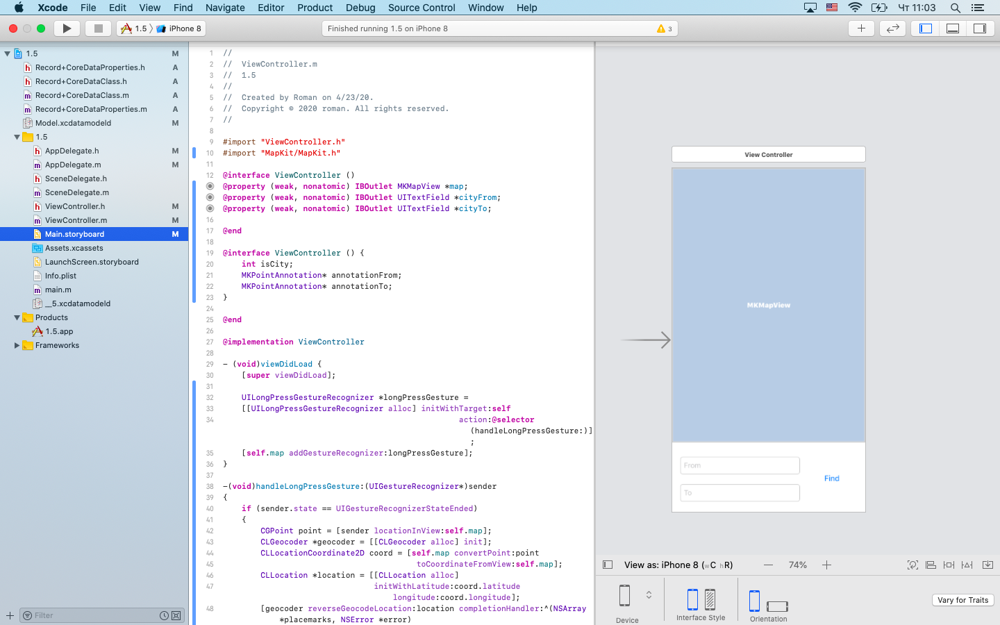 Xcode File Edit View Find Navigate Editor Product Debug Source Control Window Help Чт 11:03
1.5 〉 iPhone 8
Finished running 1.5 on iPhone 8
3
1.5 M
Record+CoreDataProperties.h A
Record+CoreDataClass.h A
Record+CoreDataClass.m A
Record+CoreDataProperties.m A
Model.xcdatamodeld M
1.5
AppDelegate.h M
AppDelegate.m M
SceneDelegate.h
SceneDelegate.m
ViewController.h M
ViewController.m M
Main.storyboard M
Assets.xcassets
LaunchScreen.storyboard
Info.plist
main.m
__5.xcdatamodeld
Products
1.5.app
Frameworks
Filter
1 //
2 //  ViewController.m
3 //  1.5
4 //
5 //  Created by Roman on 4/23/20.
6 //  Copyright © 2020 roman. All rights reserved.
7 //
8
9 #import "ViewController.h"
10 #import "MapKit/MapKit.h"
11
12 @interface ViewController ()
@property (weak, nonatomic) IBOutlet MKMapView *map;
@property (weak, nonatomic) IBOutlet UITextField *cityFrom;
@property (weak, nonatomic) IBOutlet UITextField *cityTo;
16
17 @end
18
19 @interface ViewController () {
20     int isCity;
21     MKPointAnnotation* annotationFrom;
22     MKPointAnnotation* annotationTo;
23 }
24
25 @end
26
27 @implementation ViewController
28
29 - (void)viewDidLoad {
30     [super viewDidLoad];
31
32     UILongPressGestureRecognizer *longPressGesture =
33     [[UILongPressGestureRecognizer alloc] initWithTarget:self
34 action:@selector
(handleLongPressGesture:)]
;
35     [self.map addGestureRecognizer:longPressGesture];
36 }
37
38 -(void)handleLongPressGesture:(UIGestureRecognizer*)sender
39 {
40     if (sender.state == UIGestureRecognizerStateEnded)
41     {
42         CGPoint point = [sender locationInView:self.map];
43         CLGeocoder *geocoder = [[CLGeocoder alloc] init];
44         CLLocationCoordinate2D coord = [self.map convertPoint:point
45 toCoordinateFromView:self.map];
46         CLLocation *location = [[CLLocation alloc]
47 initWithLatitude:coord.latitude
longitude:coord.longitude];
48         [geocoder reverseGeocodeLocation:location completionHandler:^(NSArray
*placemarks, NSError *error)
View Controller
MKMapView
From
Find
To
View as: iPhone 8 (wC hR) — 74% +
Vary for Traits
Device
Interface Style
Orientation